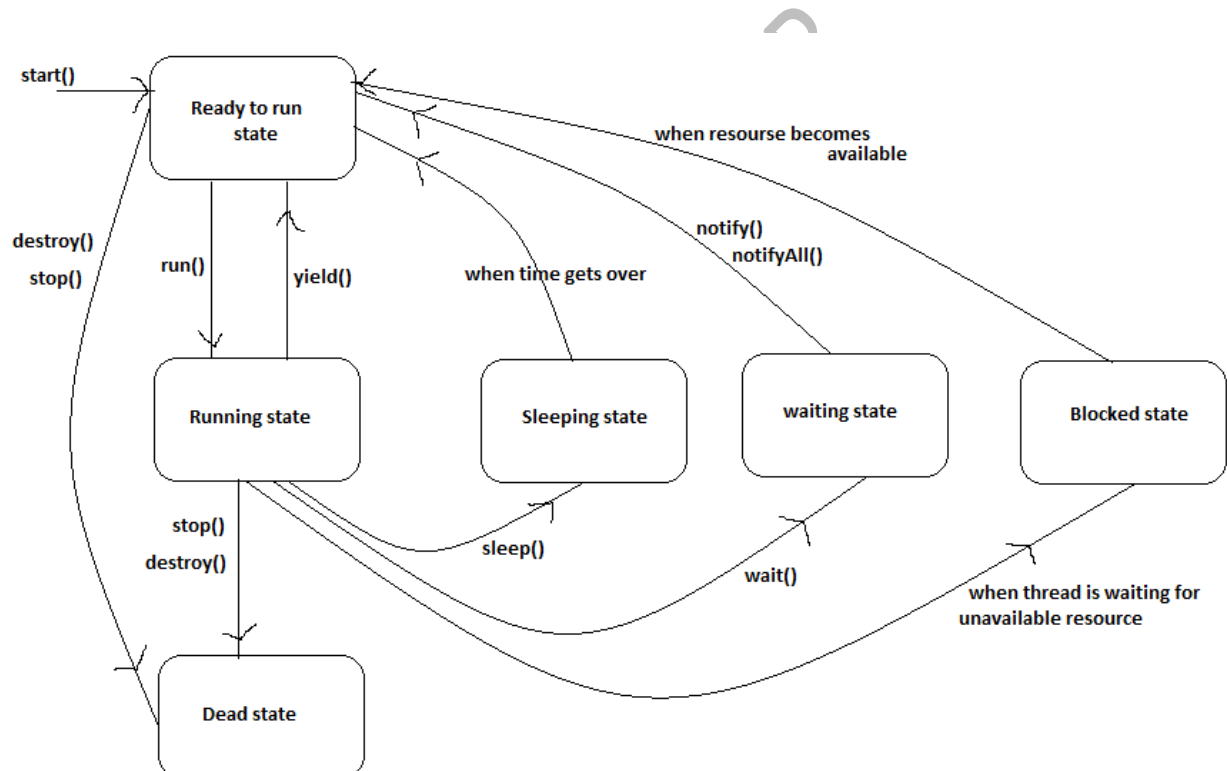 start()
Ready to run
state
when resourse becomes
available
destroy()
stop()
run()
yield()
when time gets over
notify()
notifyAll()
Running state
Sleeping state
waiting state
Blocked state
stop()
destroy()
sleep()
wait()
when thread is waiting for
unavailable resource
Dead state